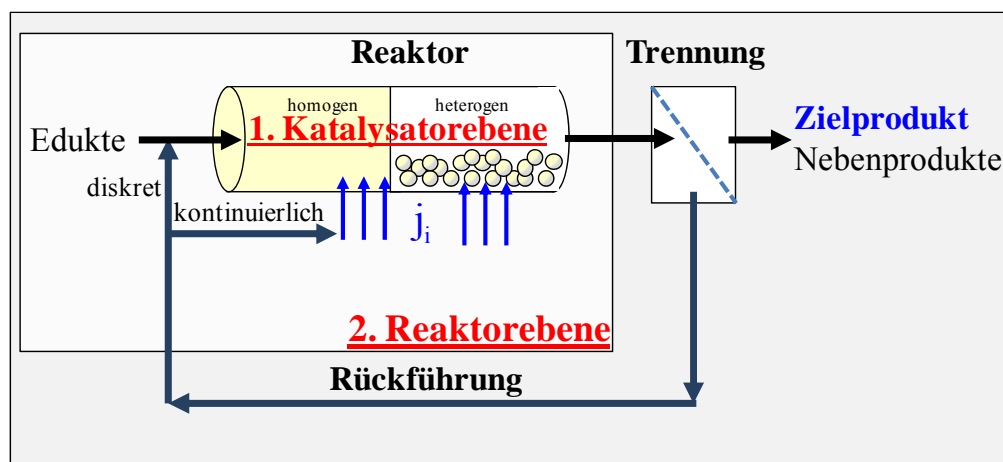 Reaktor
Trennung
homogen
heterogen
1. Katalysatorebene
Edukte
Zielprodukt
Nebenprodukte
diskret
kontinuierlich
ji
2. Reaktorebene
Rückführung